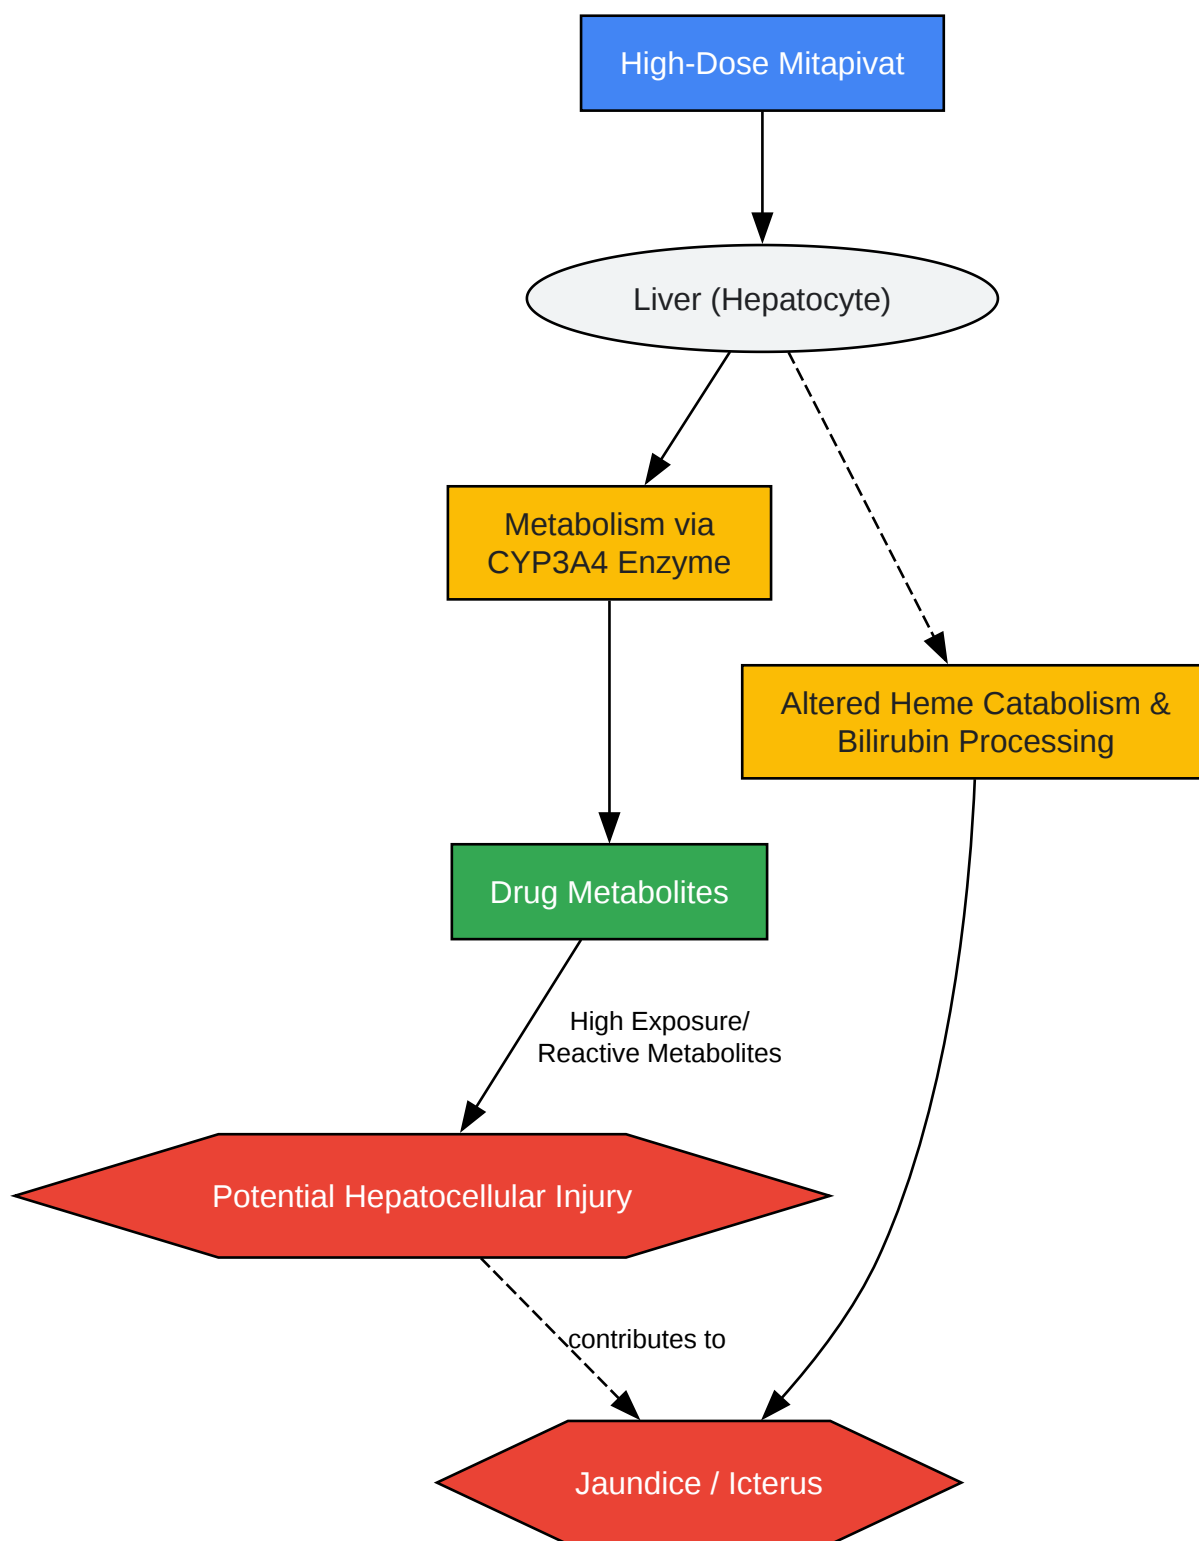 High-Dose Mitapivat
Liver (Hepatocyte)
Metabolism via
CYP3A4 Enzyme
Altered Heme Catabolism &
Bilirubin Processing
Drug Metabolites
High Exposure/
Reactive Metabolites
Potential Hepatocellular Injury
contributes to
Jaundice / Icterus